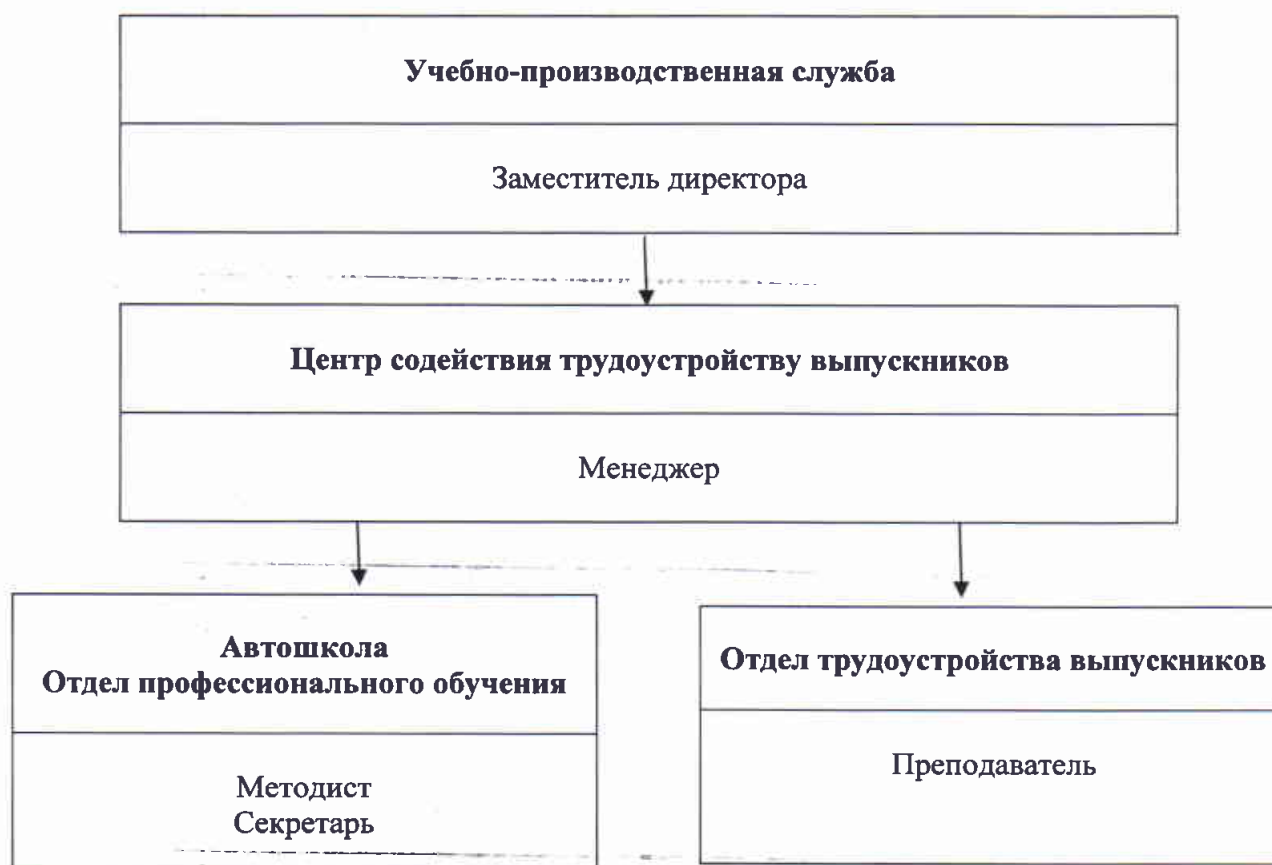 Учебно-производственная служба
Заместитель директора
Центр содействия трудоустройству выпускников
Менеджер
Автошкола
Отдел профессионального обучения
Методист
Секретарь
Отдел трудоустройства выпускников
Преподаватель